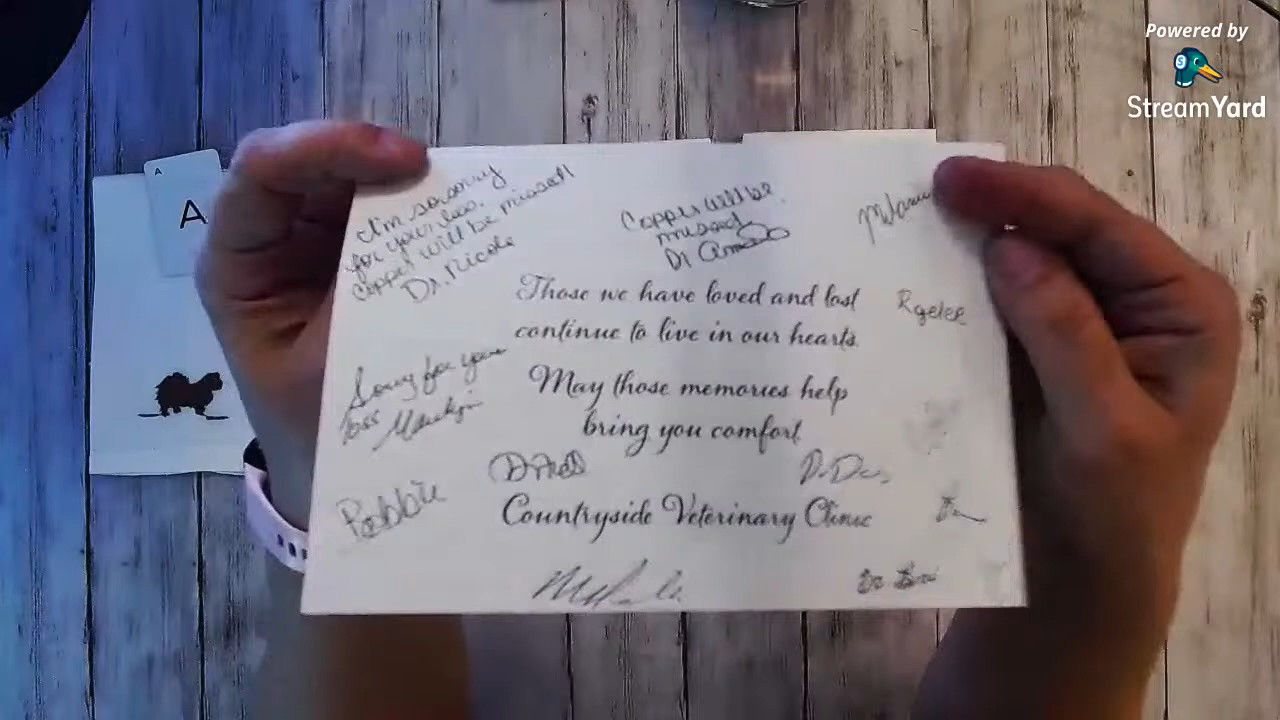 Powered by
StreamYard
A
A
I'm so sorry
for your loss.
Copper will be missed!
Dr. Nicole
Copper will be
missed
Dr
Those we have loved and lost
continue to live in our hearts.
May those memories help
bring you comfort.
Sorry for your
loss
Robbie
Countryside Veterinary Clinic